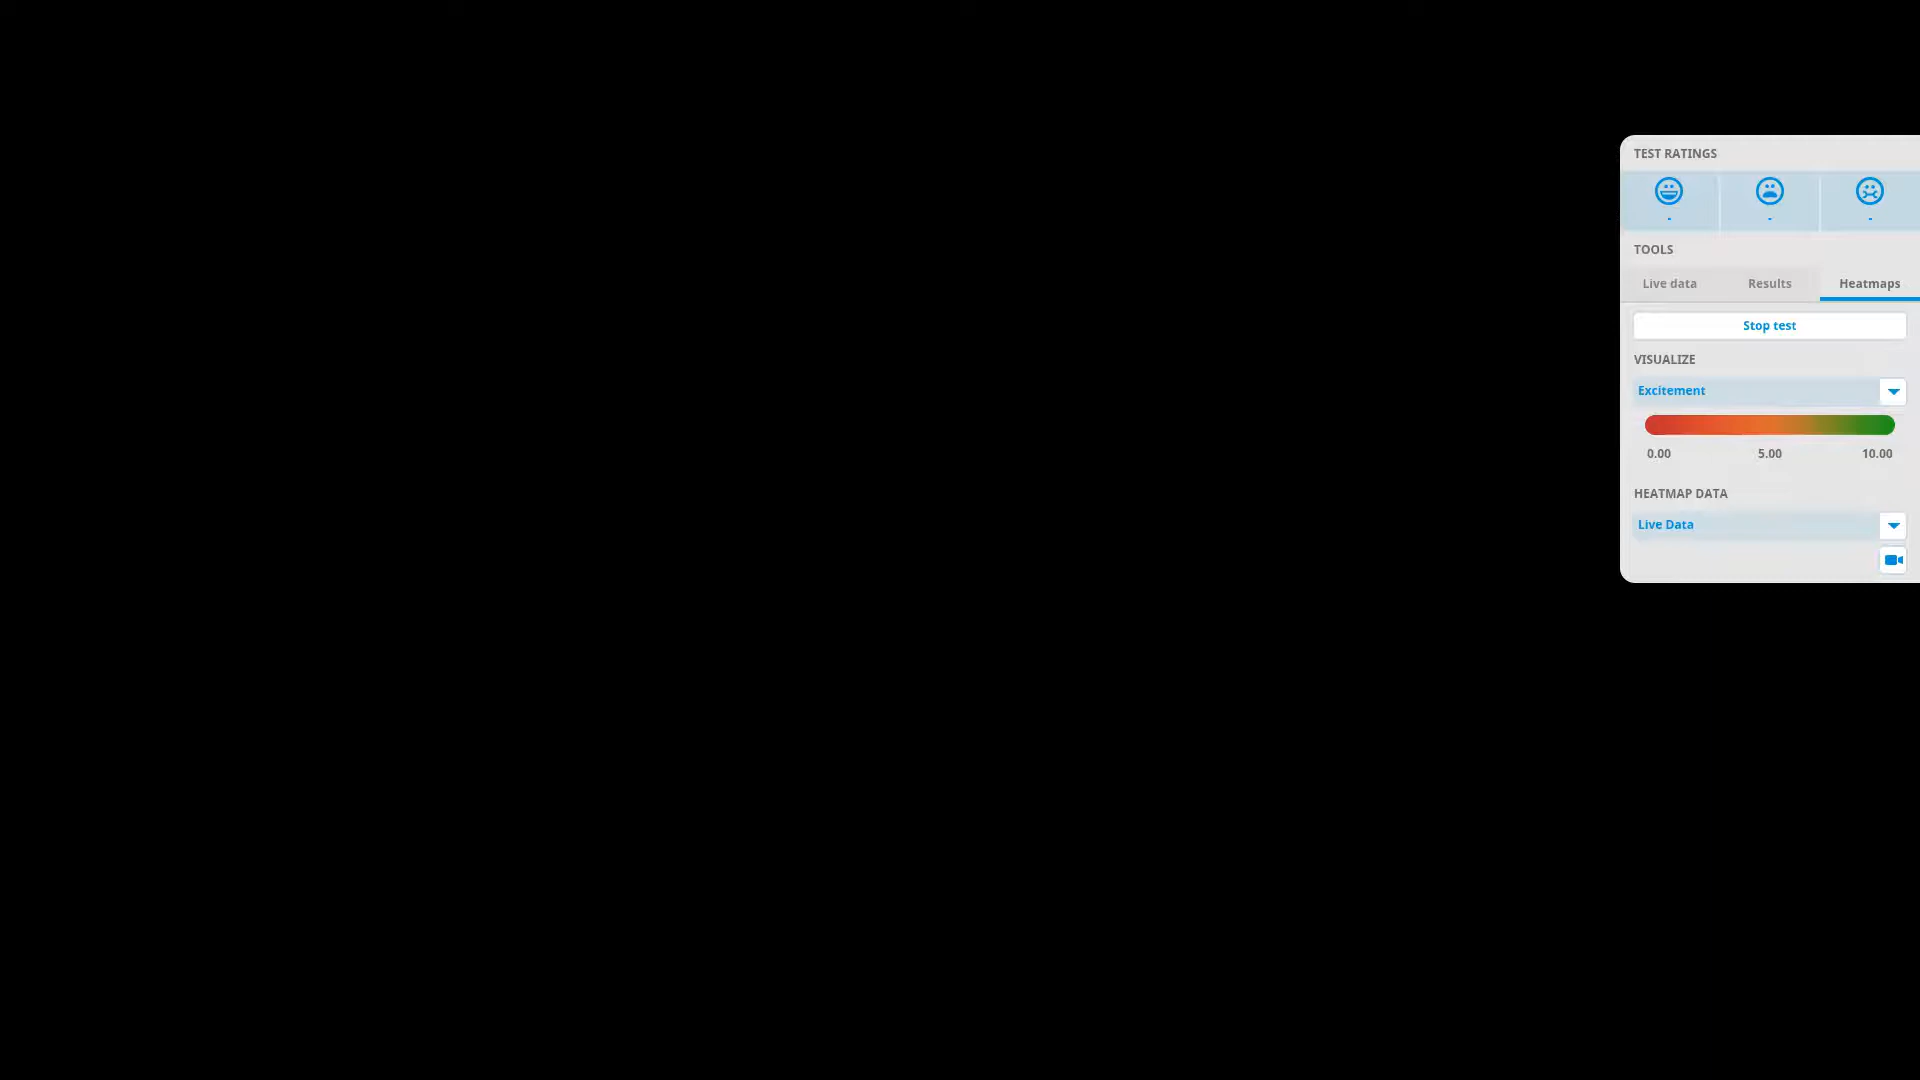 TEST RATINGS
- - -
TOOLS
Live data Results Heatmaps
Stop test
VISUALIZE
Excitement
0.00 5.00 10.00
HEATMAP DATA
Live Data